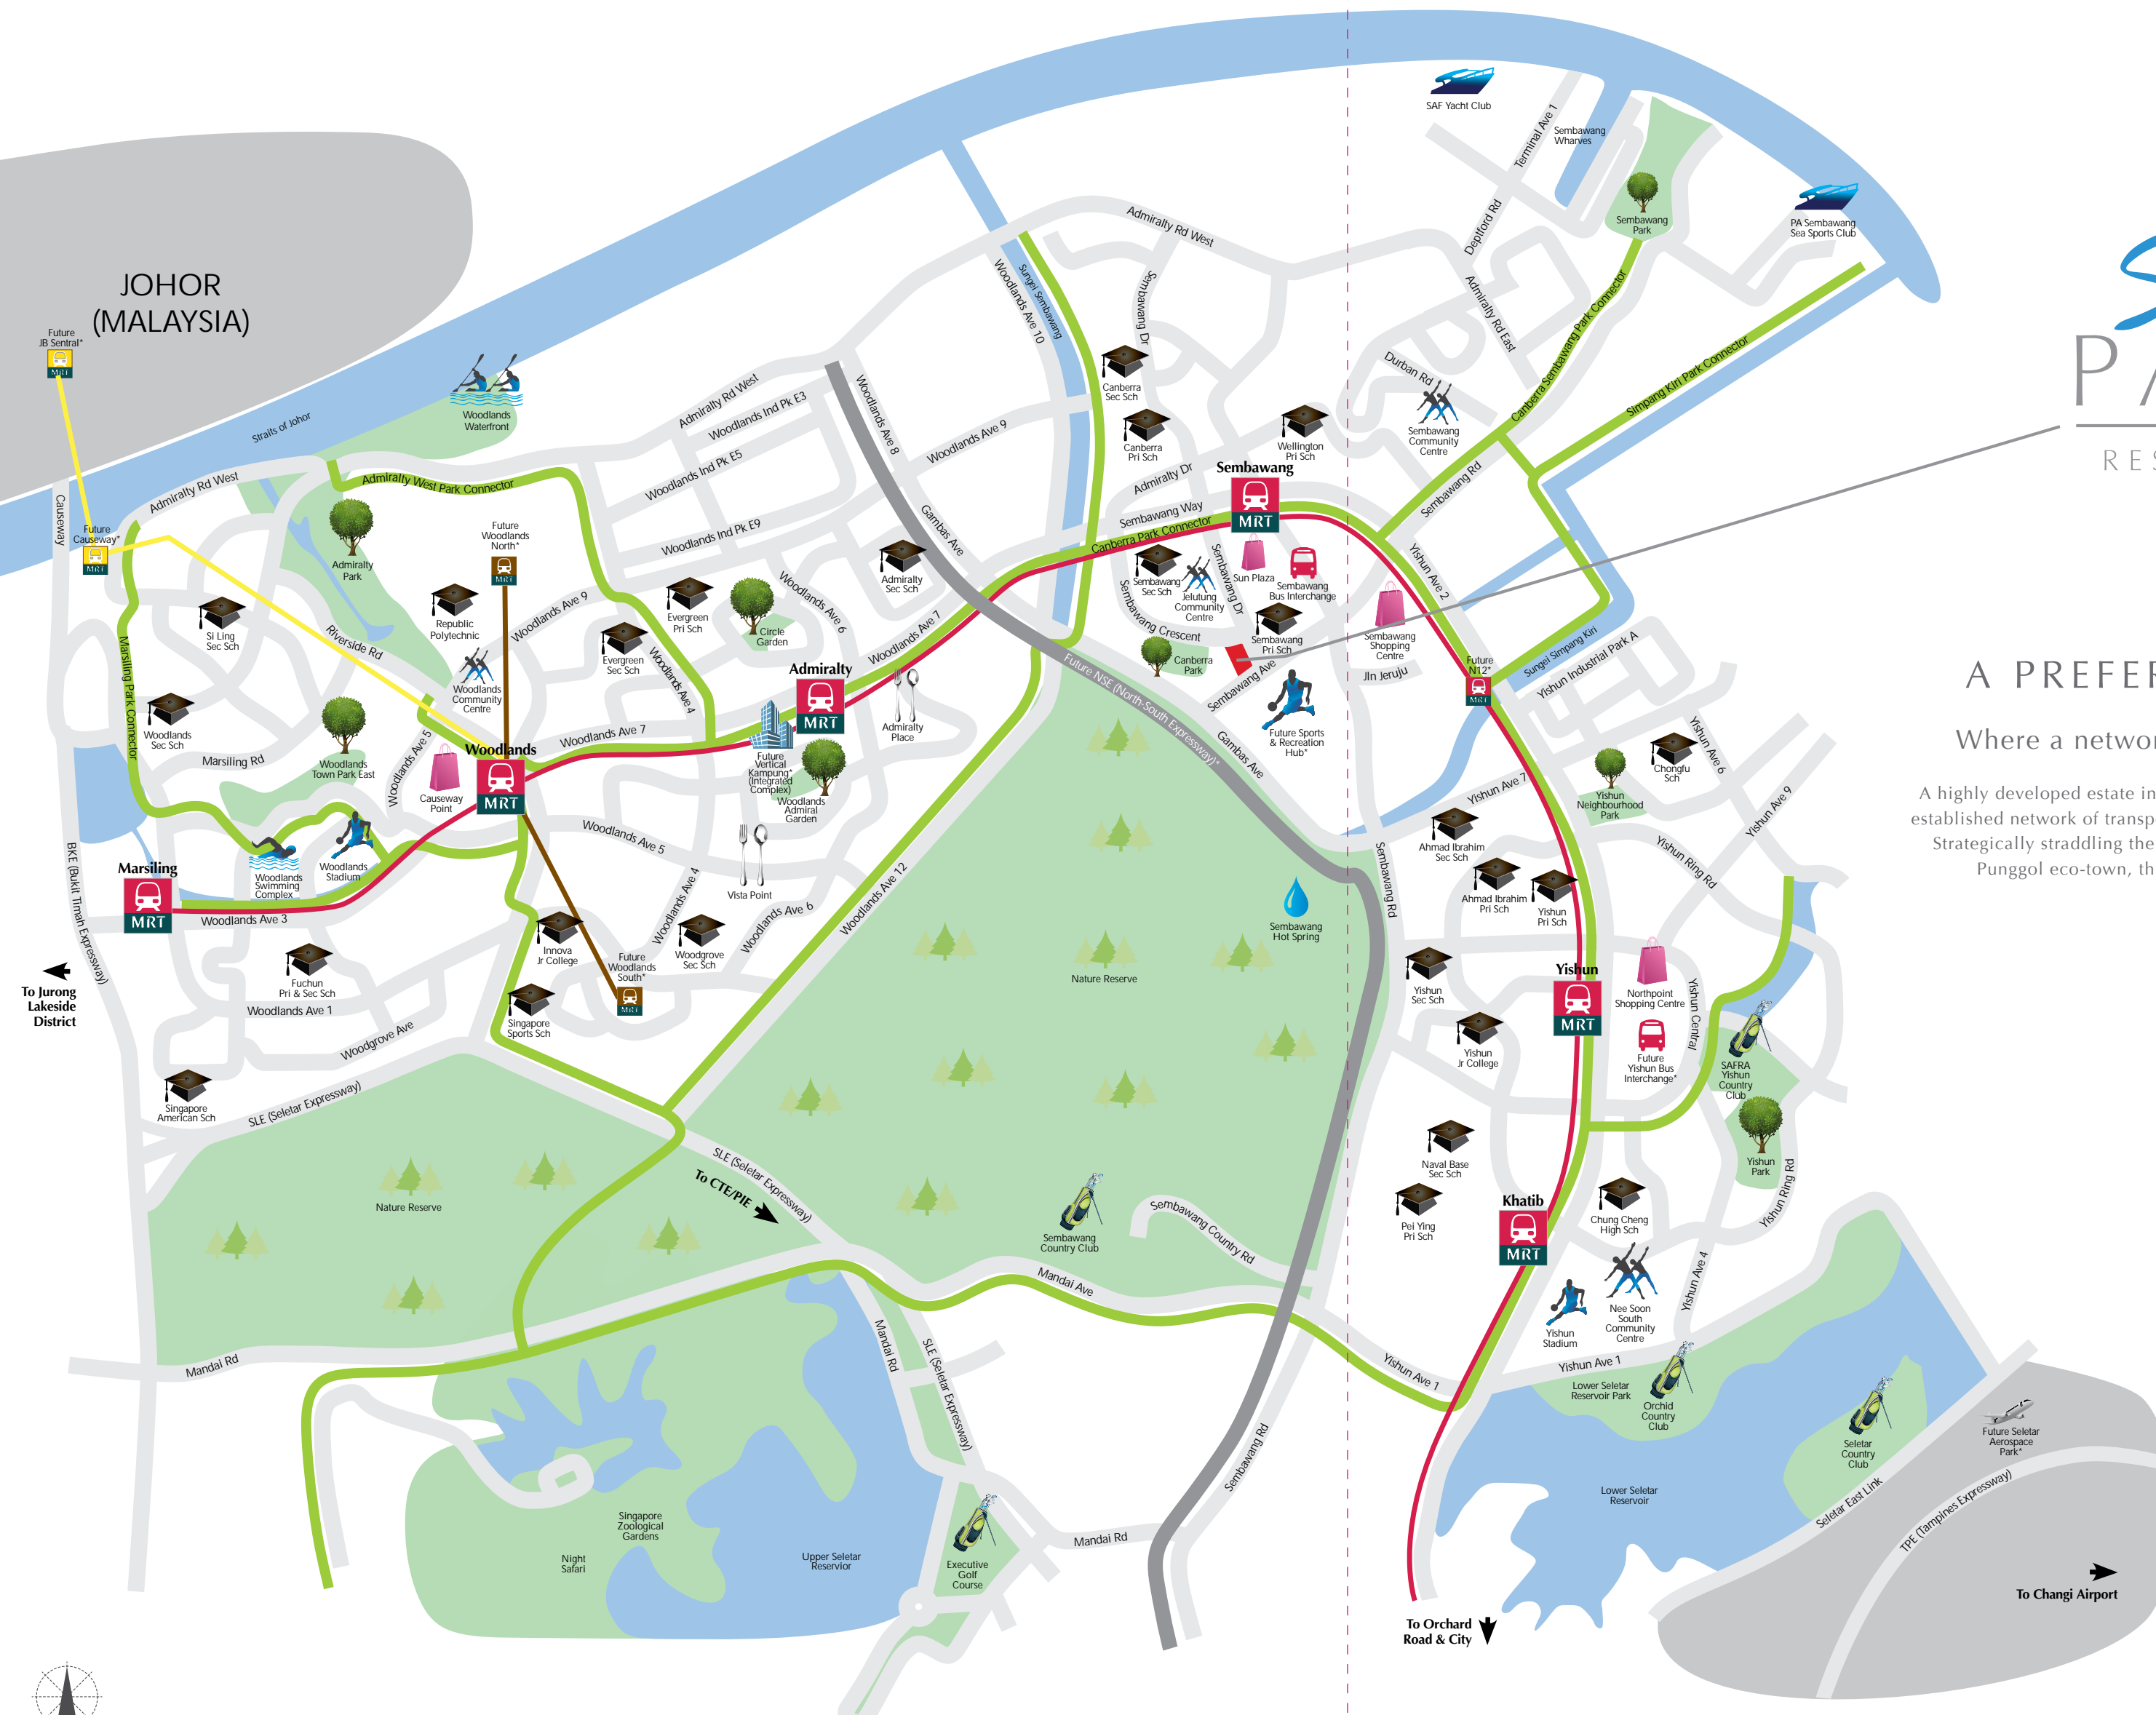 JOHOR
(MALAYSIA)
Future
JB Sentral*
MRT
Straits of Johor
Woodlands
Waterfront
Causeway
Future
Causeway*
MRT
Admiralty Rd West
Admiralty West Park Connector
Admiralty
Park
Future
Woodlands
North*
MRT
Republic
Polytechnic
Si Ling
Sec Sch
Riverside Rd
Marsiling Park Connector
Woodlands
Sec Sch
Marsiling Rd
Woodlands
Town Park East
Woodlands
Community
Centre
Woodlands Ave 5
Causeway
Point
Woodlands
MRT
Woodlands Ave 9
Evergreen
Sec Sch
Evergreen
Pri Sch
Woodlands Ave 4
Woodlands Ave 7
Circle
Garden
Woodlands Ave 6
Admiralty Rd West
Woodlands Ind Pk E3
Woodlands Ind Pk E5
Woodlands Ind Pk E9
Woodlands Ave 8
Woodlands Ave 9
Gambas Ave
Admiralty
Sec Sch
Woodlands Ave 7
Admiralty
MRT
Admiralty
Place
Future
Vertical
Kampung*
(Integrated
Complex)
Woodlands
Admiral
Garden
Woodlands
Swimming
Complex
Woodlands
Stadium
Marsiling
MRT
Woodlands Ave 3
BKE (Bukit Timah Expressway)
To Jurong
Lakeside
District
Fuchun
Pri & Sec Sch
Woodlands Ave 1
Woodgrove Ave
Singapore
American Sch
SLE (Seletar Expressway)
Innova
Jr College
Singapore
Sports Sch
Future
Woodlands
South*
MRT
Woodlands Ave 5
Woodlands Ave 4
Woodgrove
Sec Sch
Woodlands Ave 6
Vista Point
Woodlands Ave 12
Admiralty Rd West
Woodlands Ave 10
Sungei Sembawang
Sembawang Dr
Canberra
Sec Sch
Canberra
Pri Sch
Wellington
Pri Sch
Admiralty Dr
Sembawang Way
Canberra Park Connector
Sembawang
MRT
Sembawang
Sec Sch
Jelutung
Community
Centre
Sembawang Dr
Sun Plaza
Sembawang
Bus Interchange
Sembawang Crescent
Sembawang
Pri Sch
Canberra
Park
Sembawang Ave
Future Sports
& Recreation
Hub*
Future NSE (North-South Expressway)*
Gambas Ave
Sembawang
Shopping
Centre
Jln Jeruju
SAF Yacht Club
Terminal Ave 1
Sembawang
Wharves
Deptford Rd
Sembawang
Park
PA Sembawang
Sea Sports Club
Admiralty Rd East
Durban Rd
Sembawang
Community
Centre
Canberra Sembawang Park Connector
Simpang Kiri Park Connector
Sembawang Rd
Yishun Ave 2
Future
N12*
MRT
Sungei Simpang Kiri
Yishun Industrial Park A
Yishun Ave 7
Yishun
Neighbourhood
Park
Chongfu
Sch
Yishun Ave 6
Yishun Ave 9
Yishun Ring Rd
Ahmad Ibrahim
Sec Sch
Ahmad Ibrahim
Pri Sch
Yishun
Pri Sch
Sembawang Rd
Yishun
Sec Sch
Yishun
MRT
Northpoint
Shopping Centre
Yishun Central
Future
Yishun Bus
Interchange*
Yishun
Jr College
SAFRA
Yishun
Country
Club
Yishun
Park
Yishun Ring Rd
Naval Base
Sec Sch
Pei Ying
Pri Sch
Khatib
MRT
Chung Cheng
High Sch
Yishun
Stadium
Nee Soon
South
Community
Centre
Yishun Ave 4
Yishun Ave 1
Yishun Ave 1
Lower Seletar
Reservoir Park
Orchid
Country
Club
Seletar
Country
Club
Lower Seletar
Reservoir
Future Seletar
Aerospace
Park*
Seletar East Link
TPE (Tampines Expressway)
To Changi Airport
To Orchard
Road & City
Sembawang
Hot Spring
Nature Reserve
Nature Reserve
SLE (Seletar Expressway)
To CTE/PIE
Sembawang
Country Club
Sembawang Country Rd
Mandai Ave
Mandai Rd
Mandai Rd
SLE (Seletar Expressway)
Sembawang Rd
Mandai Rd
Singapore
Zoological
Gardens
Night
Safari
Upper Seletar
Reservior
Executive
Golf
Course
RES
A PREFER
Where a networ
A highly developed estate in
established network of transp
Strategically straddling the
Punggol eco-town, th